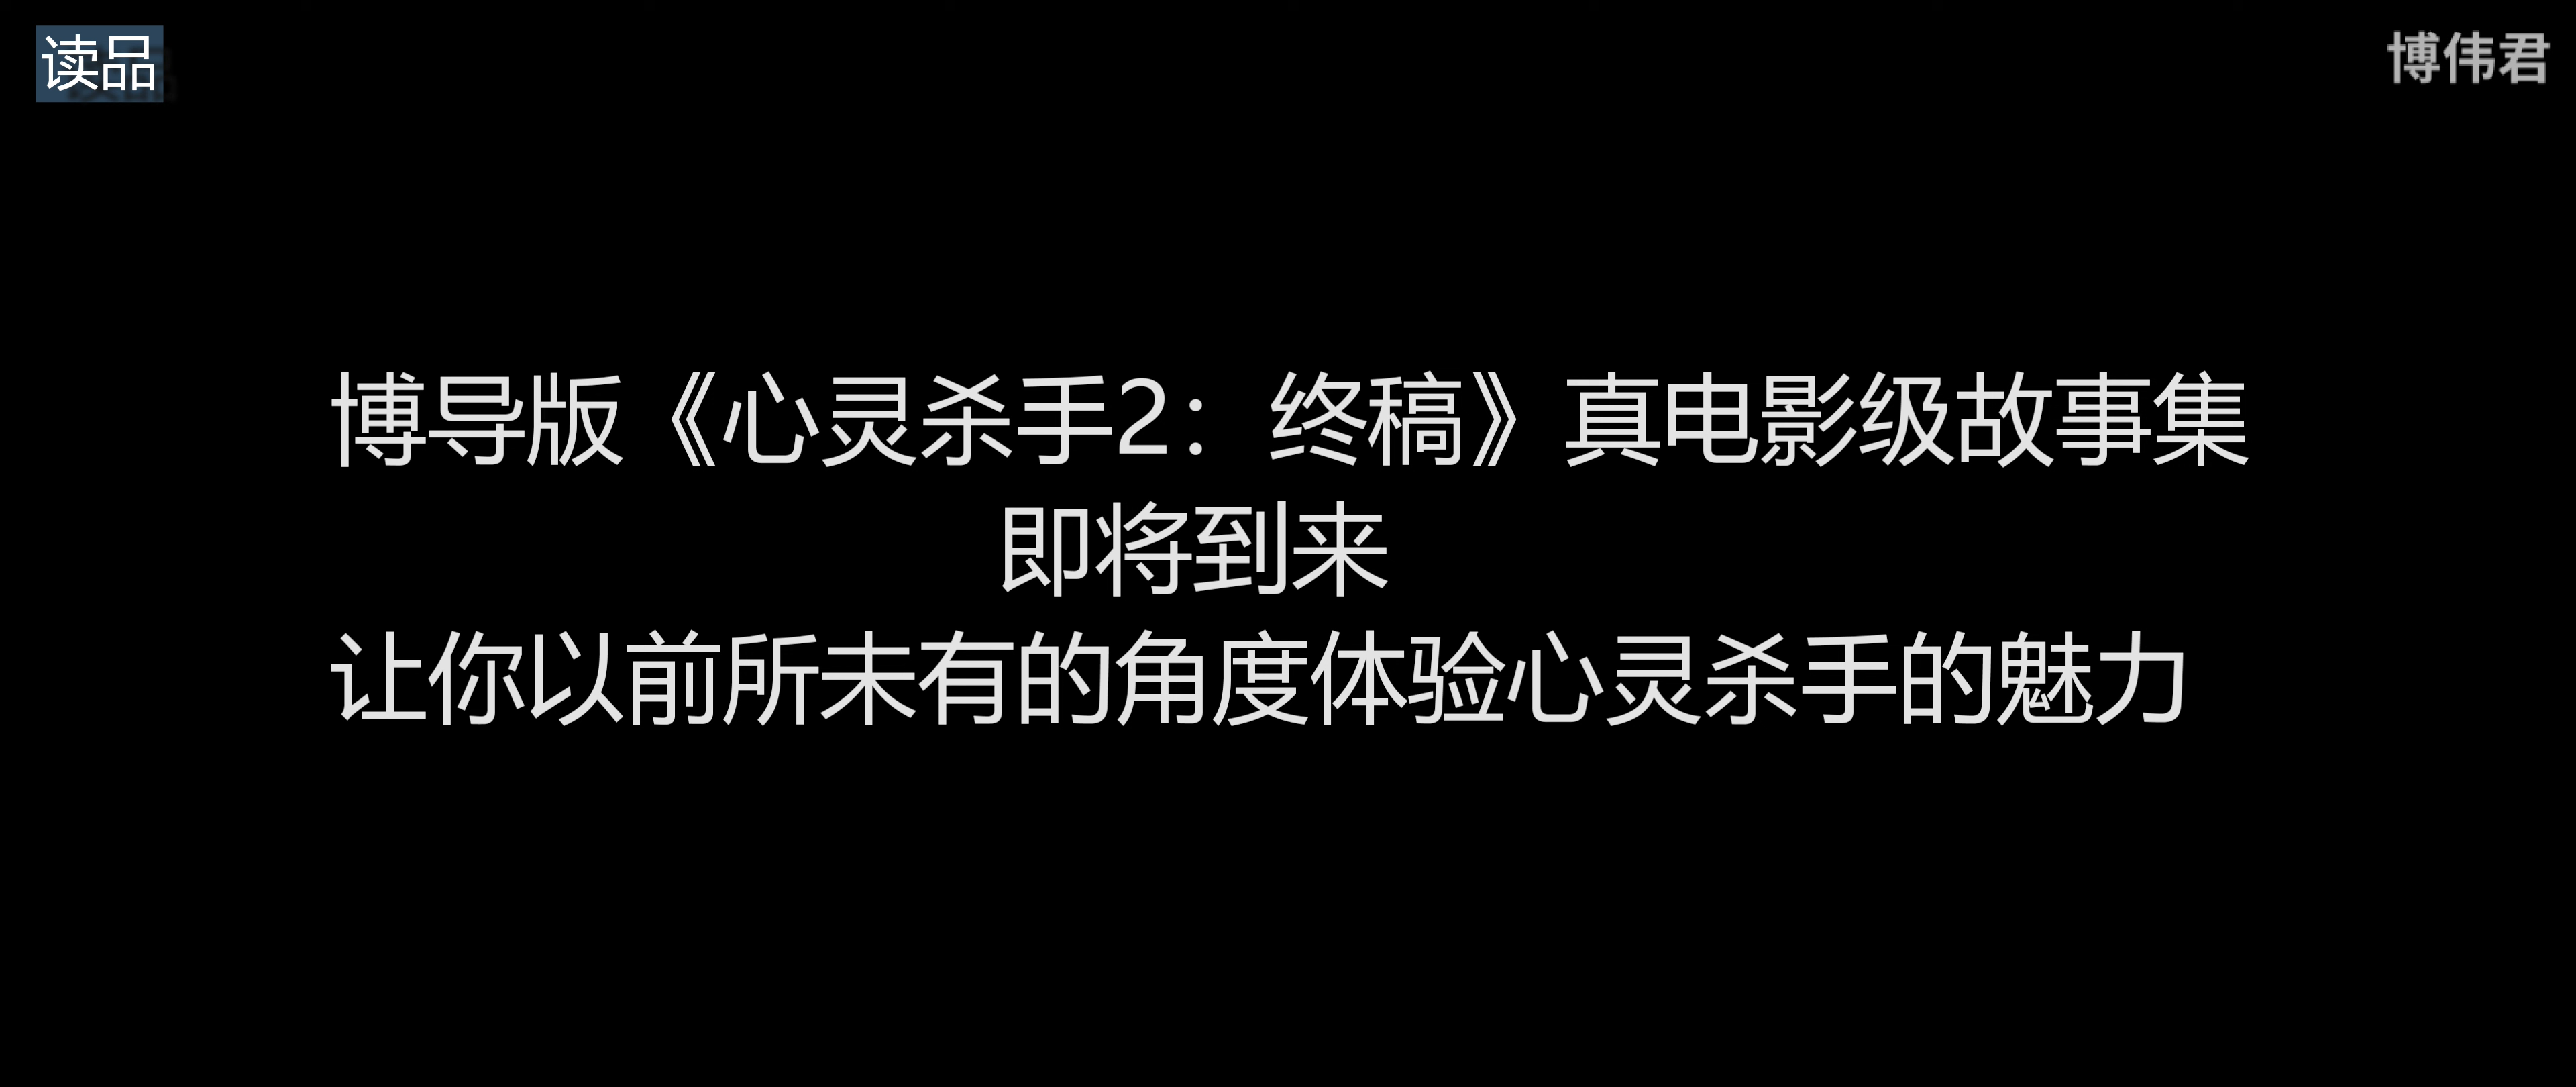 读品
博伟君
博导版《心灵杀手2：终稿》真电影级故事集
即将到来
让你以前所未有的角度体验心灵杀手的魅力